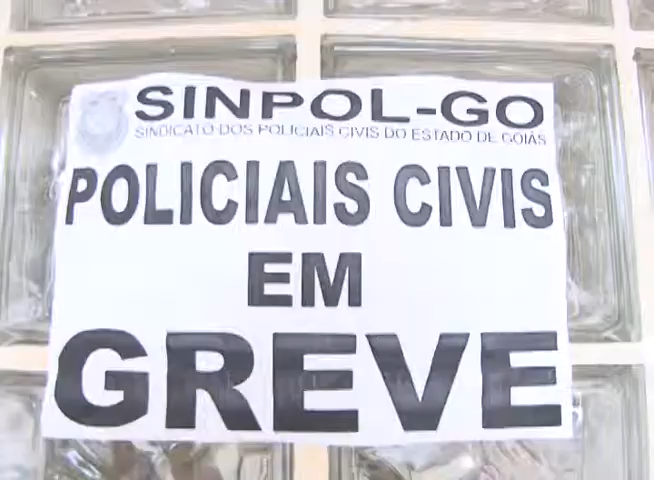 SINPOL-GO
SINDICATO DOS POLICIAIS CIVIS DO ESTADO DE GOIÁS
POLICIAIS CIVIS
EM
GREVE